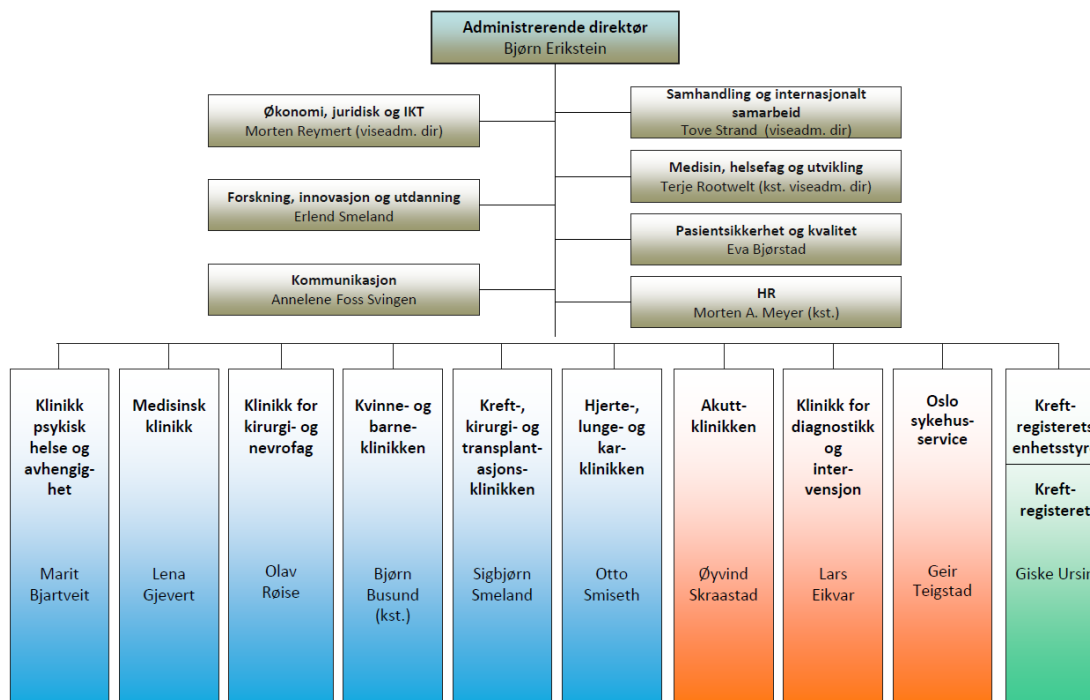 Administrerende direktør
Bjørn Erikstein
Økonomi, juridisk og IKT
Morten Reymert (viseadm. dir)
Samhandling og internasjonalt
samarbeid
Tove Strand (viseadm. dir)
Medisin, helsefag og utvikling
Terje Rootwelt (kst. viseadm. dir)
Forskning, innovasjon og utdanning
Erlend Smeland
Pasientsikkerhet og kvalitet
Eva Bjørstad
Kommunikasjon
Annelene Foss Svingen
HR
Morten A. Meyer (kst.)
Klinikk
psykisk
helse og
avhengig-
het
Marit
Bjartveit
Medisinsk
klinikk
Lena
Gjevert
Klinikk for
kirurgi- og
nevrofag
Olav
Røise
Kvinne- og
barne-
klinikken
Bjørn
Busund
(kst.)
Kreft-,
kirurgi- og
transplant-
asjons-
klinikken
Sigbjørn
Smeland
Hjerte-,
lunge- og
kar-
klinikken
Otto
Smiseth
Akutt-
klinikken
Øyvind
Skraastad
Klinikk for
diagnostikk
og
inter-
vensjon
Lars
Eikvar
Oslo
sykehus-
service
Geir
Teigstad
Kreft-
registerets
enhetsstyre
Kreft-
registeret
Giske Ursin